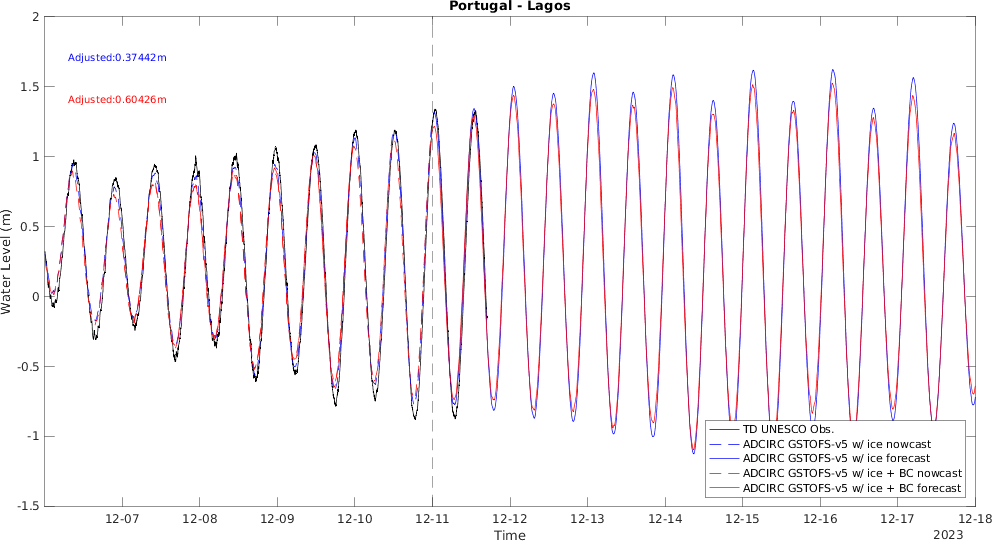 Portugal - Lagos
Adjusted:0.37442m
Adjusted:0.60426m
Water Level (m)
2
1.5
1
0.5
0
-0.5
-1
-1.5
TD UNESCO Obs.
ADCIRC GSTOFS-v5 w/ ice nowcast
ADCIRC GSTOFS-v5 w/ ice forecast
ADCIRC GSTOFS-v5 w/ ice + BC nowcast
ADCIRC GSTOFS-v5 w/ ice + BC forecast
12-07 12-08 12-09 12-10 12-11 12-12 12-13 12-14 12-15 12-16 12-17 12-18
Time
2023